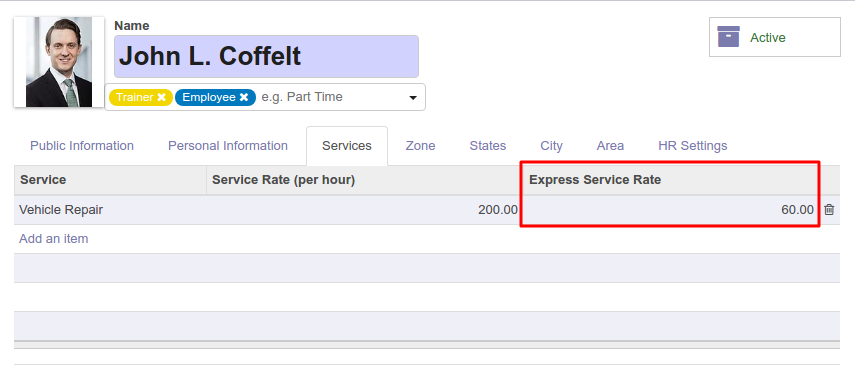 Name
John L. Coffelt
Active
Trainer ✖ Employee ✖ e.g. Part Time
Public Information Personal Information Services Zone States City Area HR Settings
Service Service Rate (per hour) Express Service Rate
Vehicle Repair 200.00 60.00
Add an item